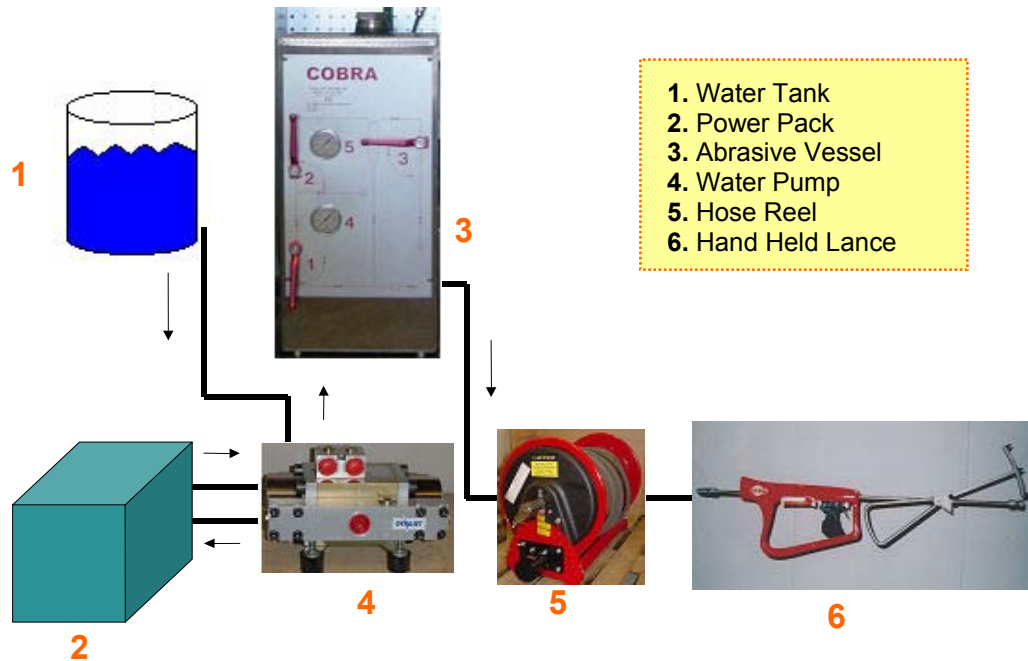 1
COBRA
5
3
2
4
1
3
1. Water Tank
2. Power Pack
3. Abrasive Vessel
4. Water Pump
5. Hose Reel
6. Hand Held Lance
2
4
5
6